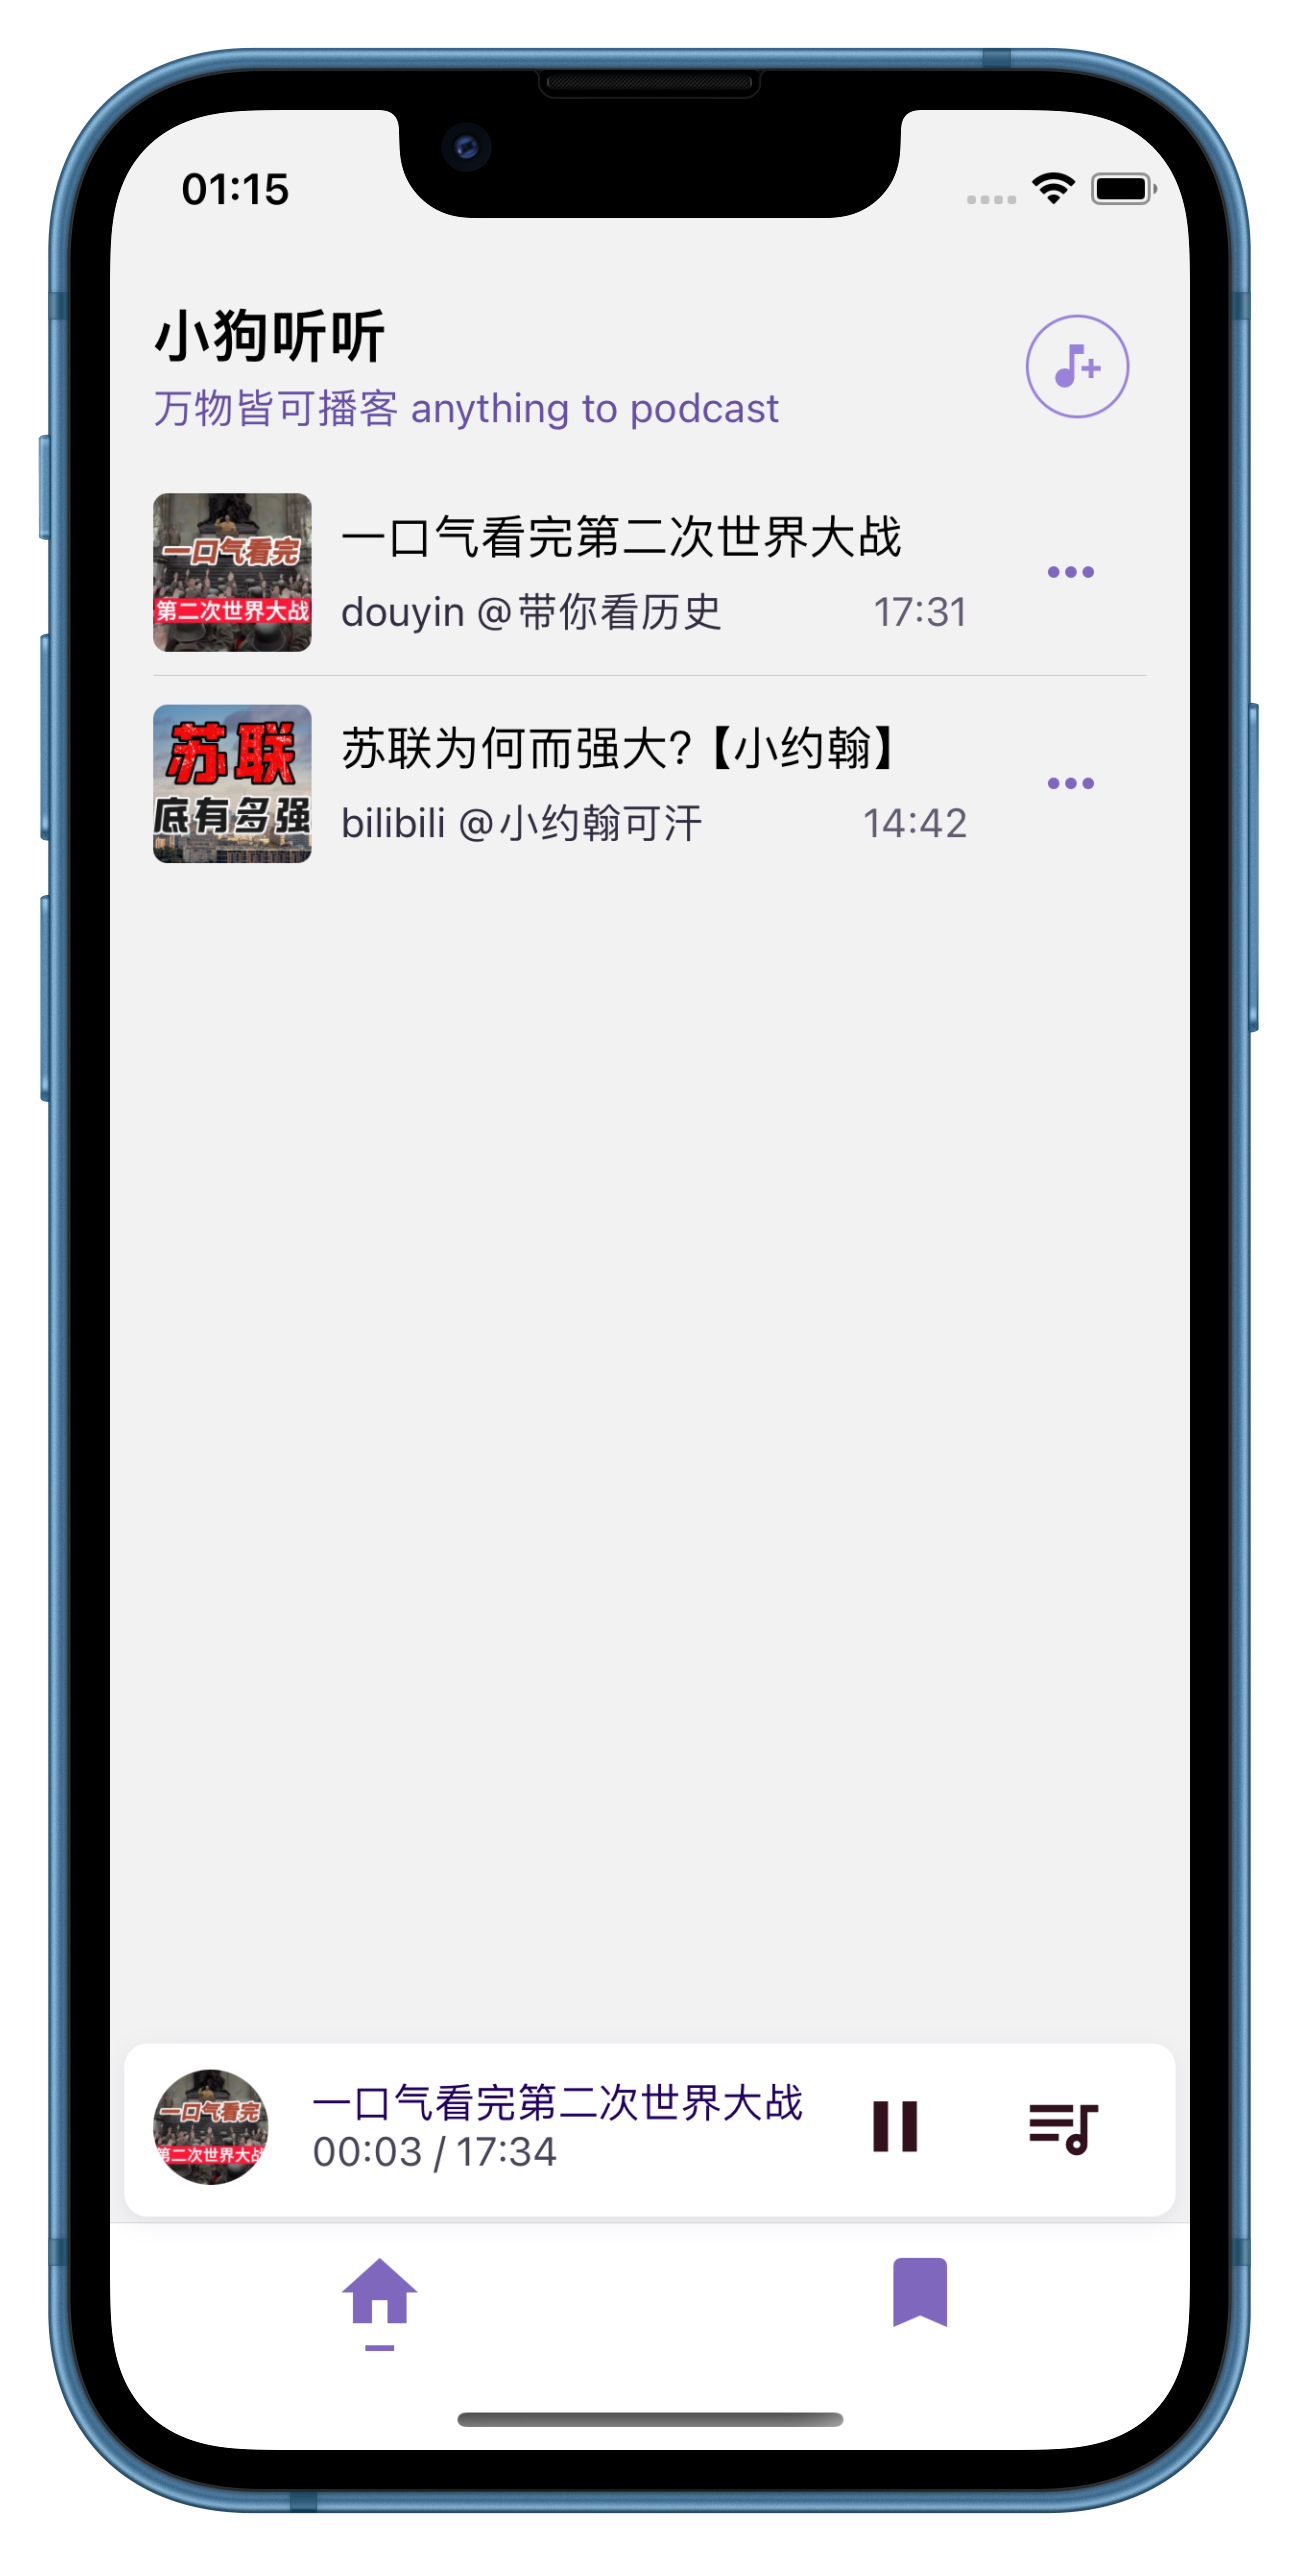 01:15
小狗听听
万物皆可播客 anything to podcast
一口气看完
第二次世界大战
一口气看完第二次世界大战
douyin @带你看历史 17:31
苏联
底有多强
苏联为何而强大?【小约翰】
bilibili @小约翰可汗 14:42
一口气看完
第二次世界大战
一口气看完第二次世界大战
00:03 / 17:34